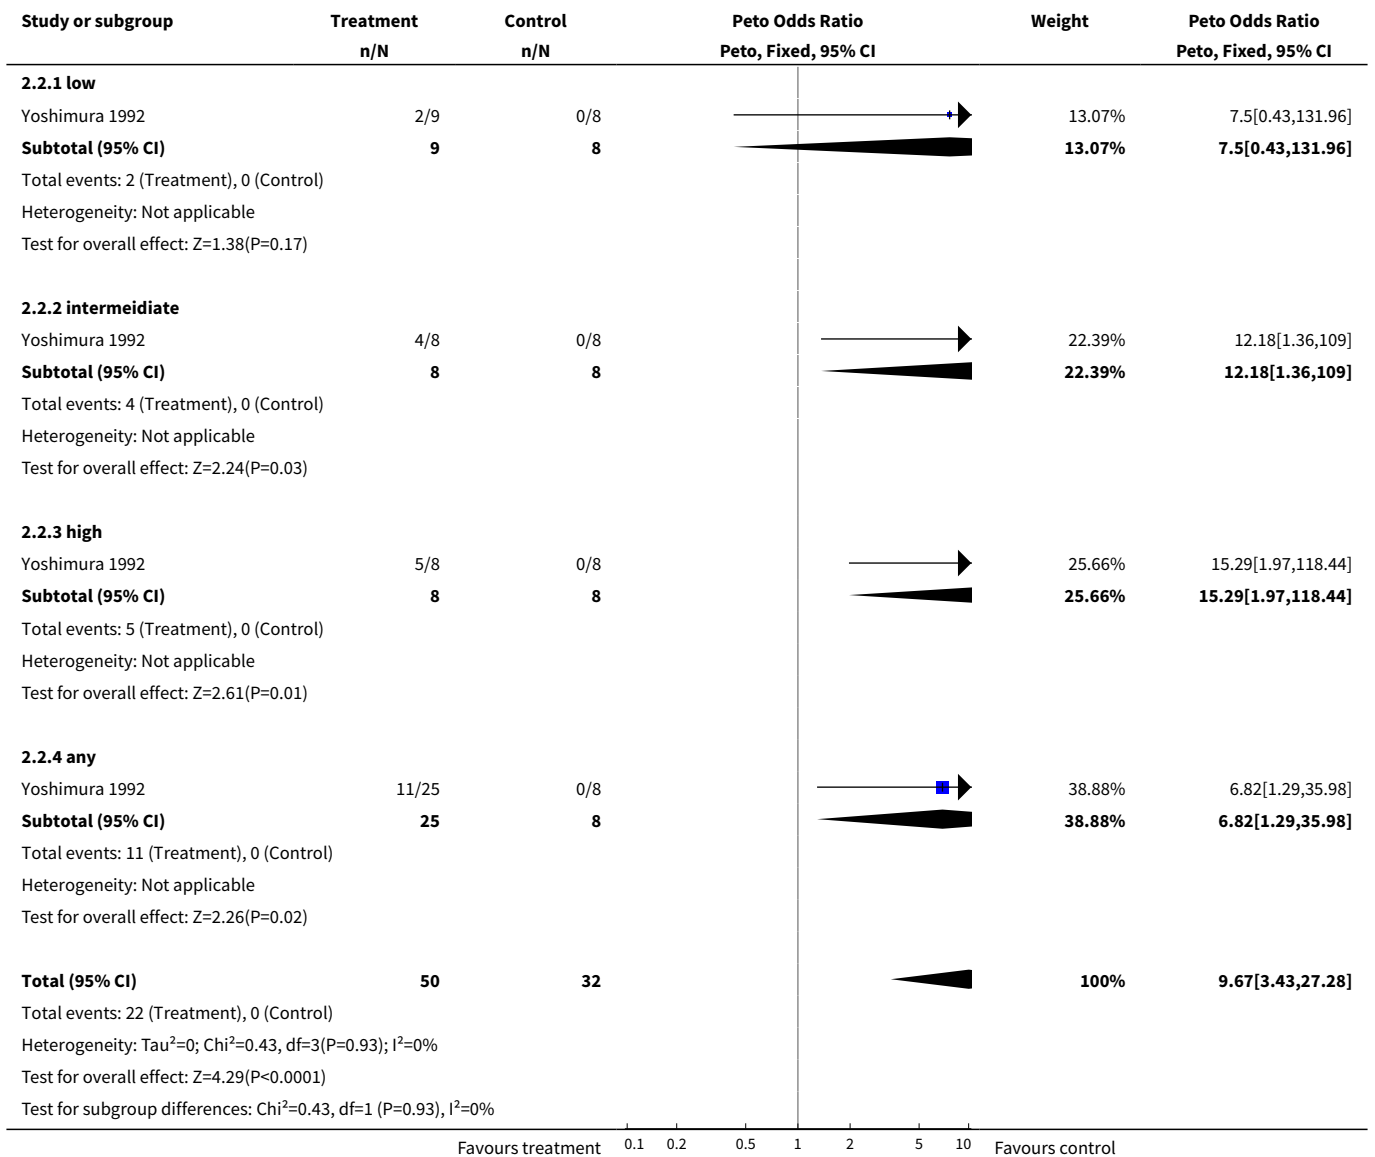 Study or subgroup Treatment Control Peto Odds Ratio Weight Peto Odds Ratio
n/N n/N Peto, Fixed, 95% CI Peto, Fixed, 95% CI
2.2.1 low
Yoshimura 1992 2/9 0/8 13.07% 7.5[0.43,131.96]
Subtotal (95% CI) 9 8 13.07% 7.5[0.43,131.96]
Total events: 2 (Treatment), 0 (Control)
Heterogeneity: Not applicable
Test for overall effect: Z=1.38(P=0.17)
2.2.2 intermeidiate
Yoshimura 1992 4/8 0/8 22.39% 12.18[1.36,109]
Subtotal (95% CI) 8 8 22.39% 12.18[1.36,109]
Total events: 4 (Treatment), 0 (Control)
Heterogeneity: Not applicable
Test for overall effect: Z=2.24(P=0.03)
2.2.3 high
Yoshimura 1992 5/8 0/8 25.66% 15.29[1.97,118.44]
Subtotal (95% CI) 8 8 25.66% 15.29[1.97,118.44]
Total events: 5 (Treatment), 0 (Control)
Heterogeneity: Not applicable
Test for overall effect: Z=2.61(P=0.01)
2.2.4 any
Yoshimura 1992 11/25 0/8 38.88% 6.82[1.29,35.98]
Subtotal (95% CI) 25 8 38.88% 6.82[1.29,35.98]
Total events: 11 (Treatment), 0 (Control)
Heterogeneity: Not applicable
Test for overall effect: Z=2.26(P=0.02)
Total (95% CI) 50 32 100% 9.67[3.43,27.28]
Total events: 22 (Treatment), 0 (Control)
Heterogeneity: Tau²=0; Chi²=0.43, df=3(P=0.93); I²=0%
Test for overall effect: Z=4.29(P<0.0001)
Test for subgroup differences: Chi²=0.43, df=1 (P=0.93), I²=0%
Favours treatment 0.1 0.2 0.5 1 2 5 10 Favours control